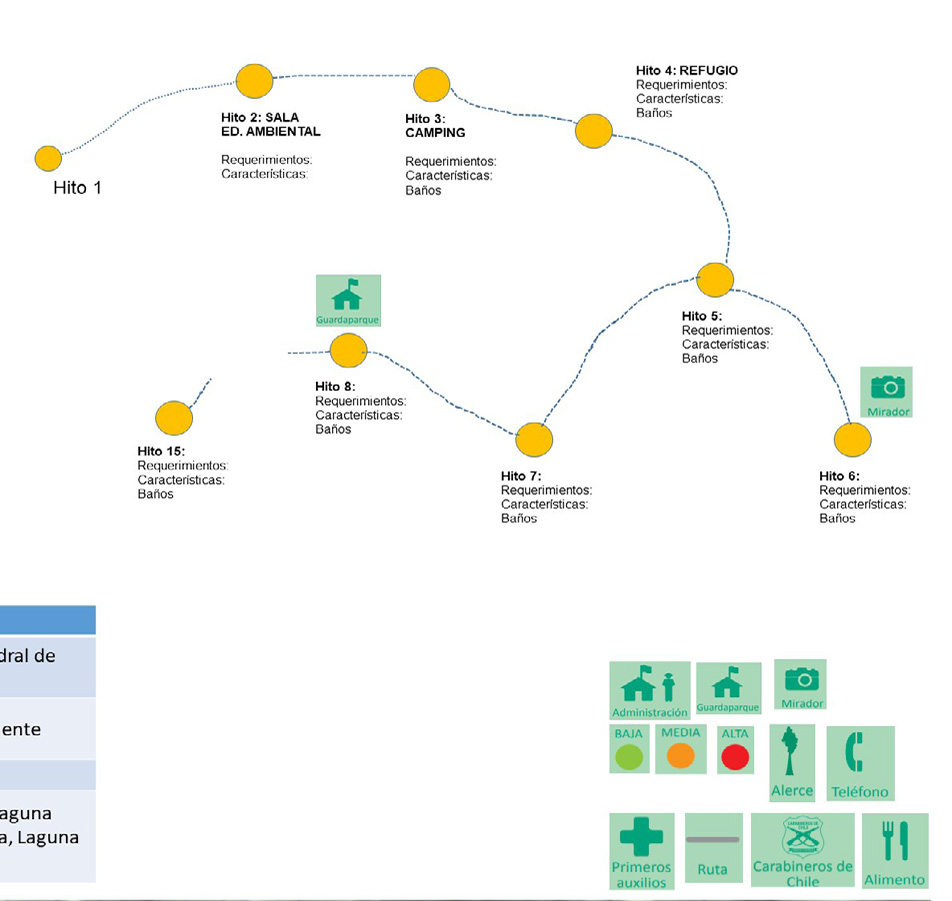 Hito 1
Hito 2: SALA
ED. AMBIENTAL
Requerimientos:
Características:
Hito 3:
CAMPING
Requerimientos:
Características:
Baños
Hito 4: REFUGIO
Requerimientos:
Características:
Baños
Hito 5:
Requerimientos:
Características:
Baños
Mirador
Hito 6:
Requerimientos:
Características:
Baños
Hito 7:
Requerimientos:
Características:
Baños
Guardaparque
Hito 8:
Requerimientos:
Características:
Baños
Hito 15:
Requerimientos:
Características:
Baños
dral de
ente
aguna
a, Laguna
Administración
Guardaparque
Mirador
BAJA
MEDIA
ALTA
Alerce
Teléfono
Primeros
auxilios
Ruta
Carabineros de
Chile
Alimento